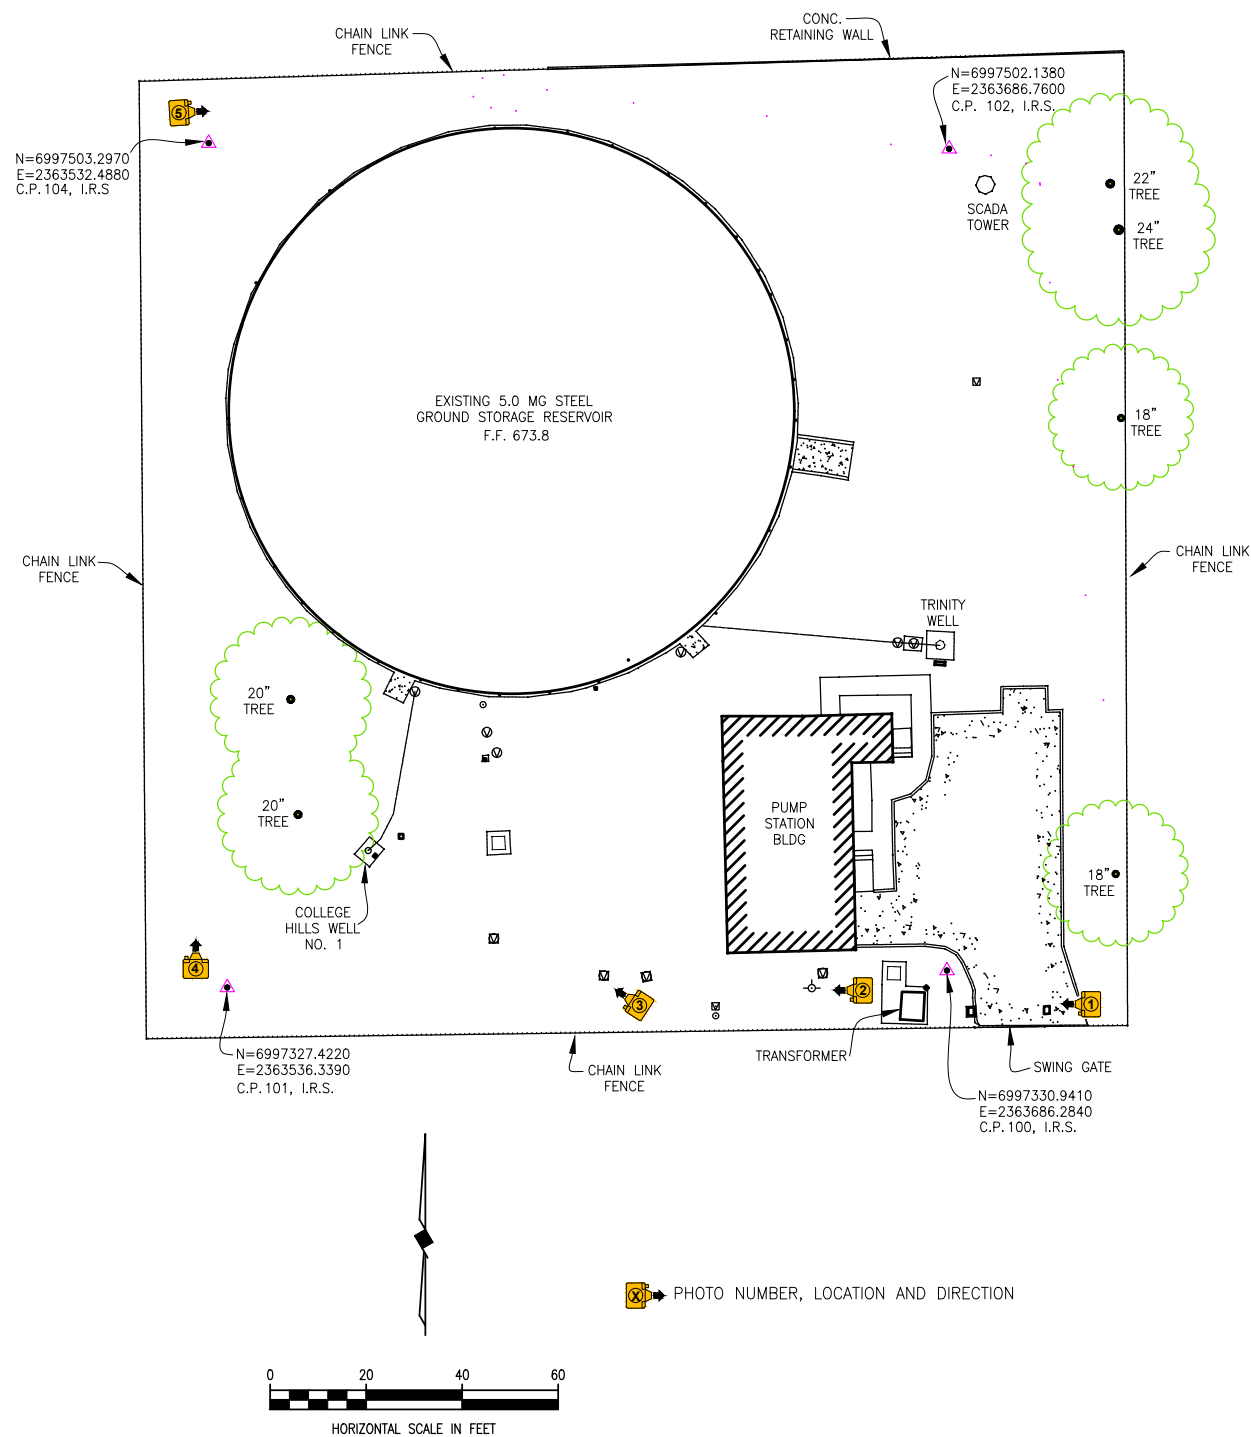 CONC.
RETAINING WALL
CHAIN LINK
FENCE
N=6997502.1380
E=2363686.7600
C.P. 102, I.R.S.
5
N=6997503.2970
E=2363532.4880
C.P. 104, I.R.S
22"
TREE
SCADA
TOWER
24"
TREE
EXISTING 5.0 MG STEEL
GROUND STORAGE RESERVOIR
F.F. 673.8
18"
TREE
CHAIN LINK
FENCE
CHAIN LINK
FENCE
TRINITY
WELL
V
V
V
V
V
V
V
20"
TREE
20"
TREE
PUMP
STATION
BLDG
18"
TREE
COLLEGE
HILLS WELL
NO. 1
V
4
V
V
V
V
3
2
1
TRANSFORMER
SWING GATE
N=6997327.4220
E=2363536.3390
C.P. 101, I.R.S.
CHAIN LINK
FENCE
N=6997330.9410
E=2363686.2840
C.P. 100, I.R.S.
X
PHOTO NUMBER, LOCATION AND DIRECTION
0 20 40 60
HORIZONTAL SCALE IN FEET